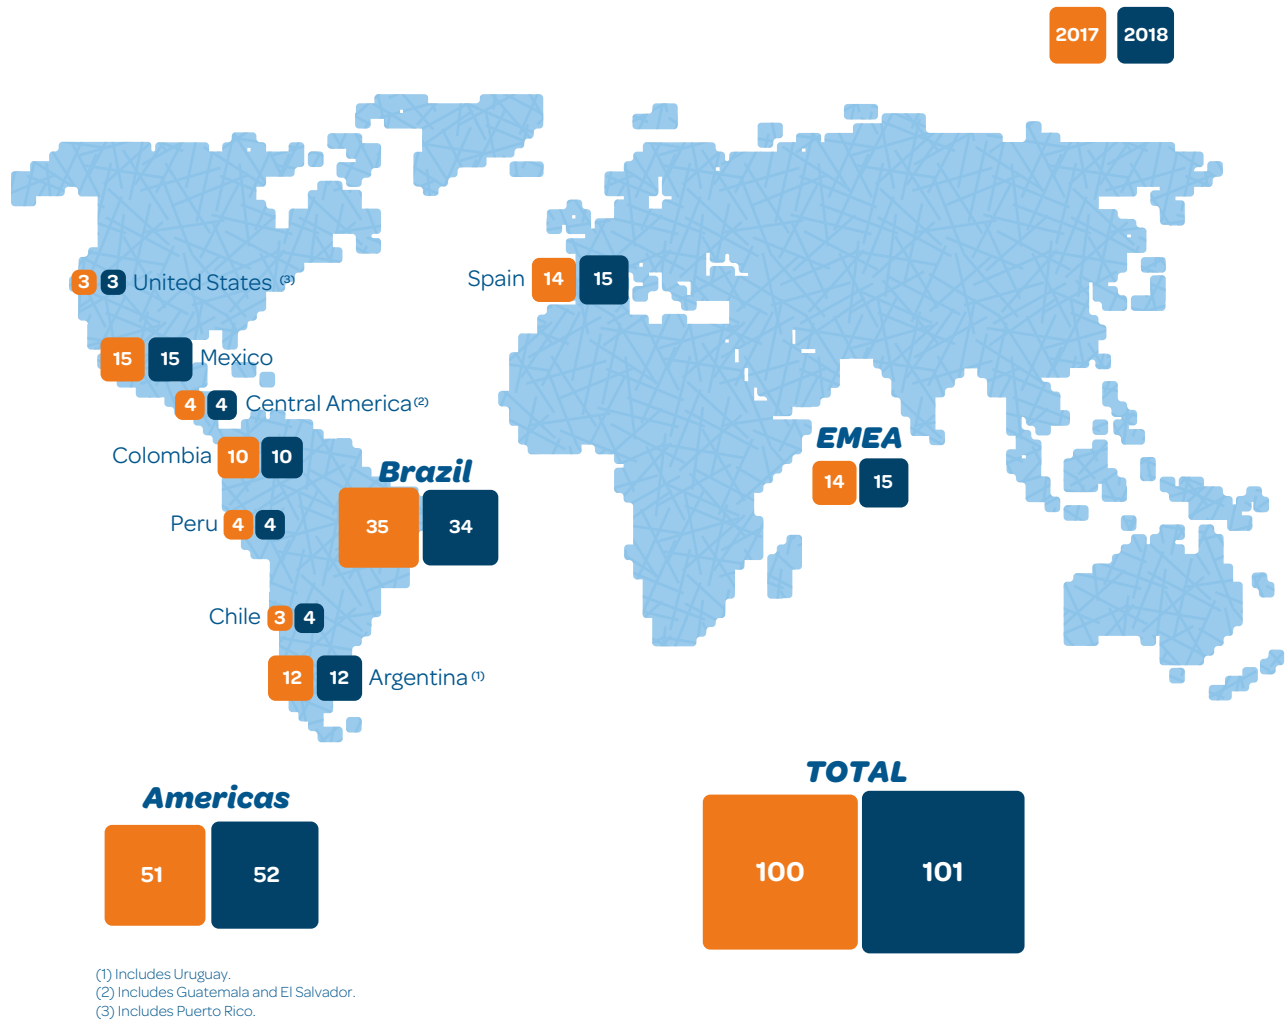 2017 2018
3 3 United States (3)
Spain 14 15
15 15 Mexico
4 4 Central America (2)
EMEA
14 15
Colombia 10 10
Brazil
35 34
Peru 4 4
Chile 3 4
12 12 Argentina (1)
TOTAL
100 101
Americas
51 52
(1) Includes Uruguay.
(2) Includes Guatemala and El Salvador.
(3) Includes Puerto Rico.